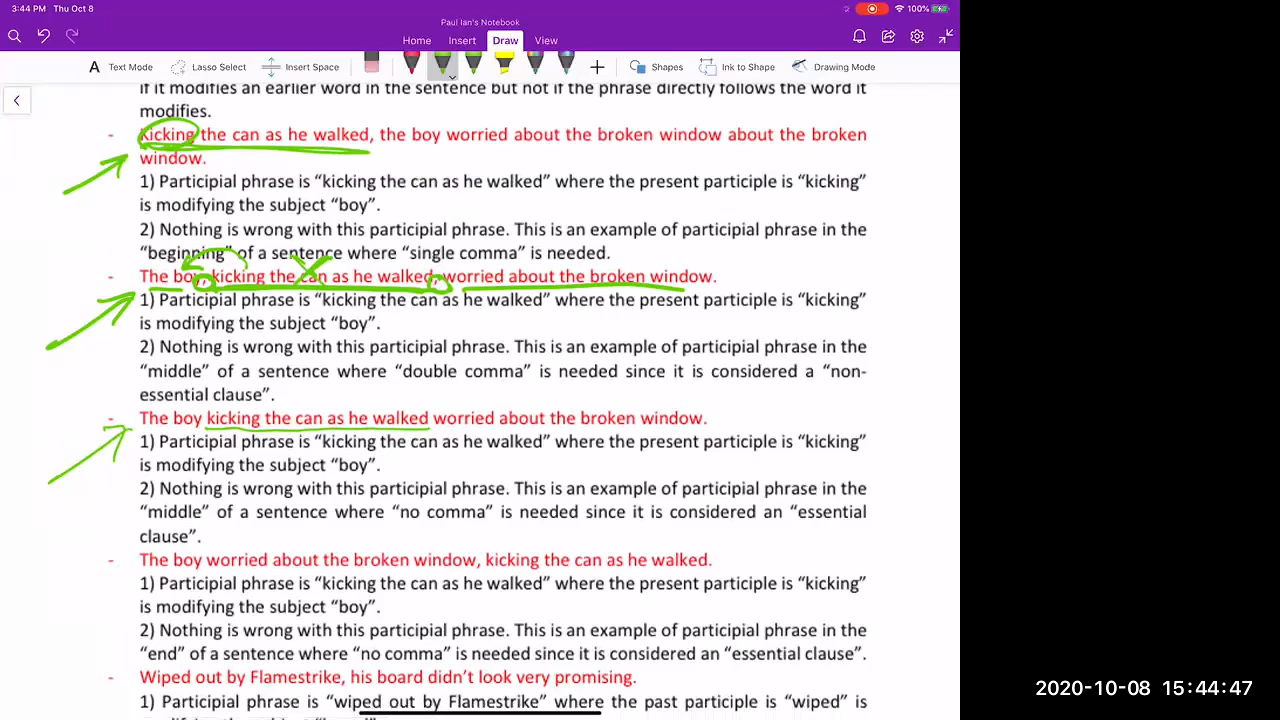 3:44 PM Thu Oct 8
100%
Paul Ian's Notebook
Home Insert Draw View
A Text Mode Lasso Select Insert Space Shapes Ink to Shape Drawing Mode
if it modifies an earlier word in the sentence but not if the phrase directly follows the word it
modifies.
- Kicking the can as he walked, the boy worried about the broken window about the broken
window.
1) Participial phrase is “kicking the can as he walked” where the present participle is “kicking”
is modifying the subject “boy”.
2) Nothing is wrong with this participial phrase. This is an example of participial phrase in the
“beginning” of a sentence where “single comma” is needed.
- The boy, kicking the can as he walked, worried about the broken window.
1) Participial phrase is “kicking the can as he walked” where the present participle is “kicking”
is modifying the subject “boy”.
2) Nothing is wrong with this participial phrase. This is an example of participial phrase in the
“middle” of a sentence where “double comma” is needed since it is considered a “non-
essential clause”.
- The boy kicking the can as he walked worried about the broken window.
1) Participial phrase is “kicking the can as he walked” where the present participle is “kicking”
is modifying the subject “boy”.
2) Nothing is wrong with this participial phrase. This is an example of participial phrase in the
“middle” of a sentence where “no comma” is needed since it is considered an “essential
clause”.
- The boy worried about the broken window, kicking the can as he walked.
1) Participial phrase is “kicking the can as he walked” where the present participle is “kicking”
is modifying the subject “boy”.
2) Nothing is wrong with this participial phrase. This is an example of participial phrase in the
“end” of a sentence where “no comma” is needed since it is considered an “essential clause”.
- Wiped out by Flamestrike, his board didn’t look very promising.
1) Participial phrase is “wiped out by Flamestrike” where the past participle is “wiped” is
2020-10-08 15:44:47